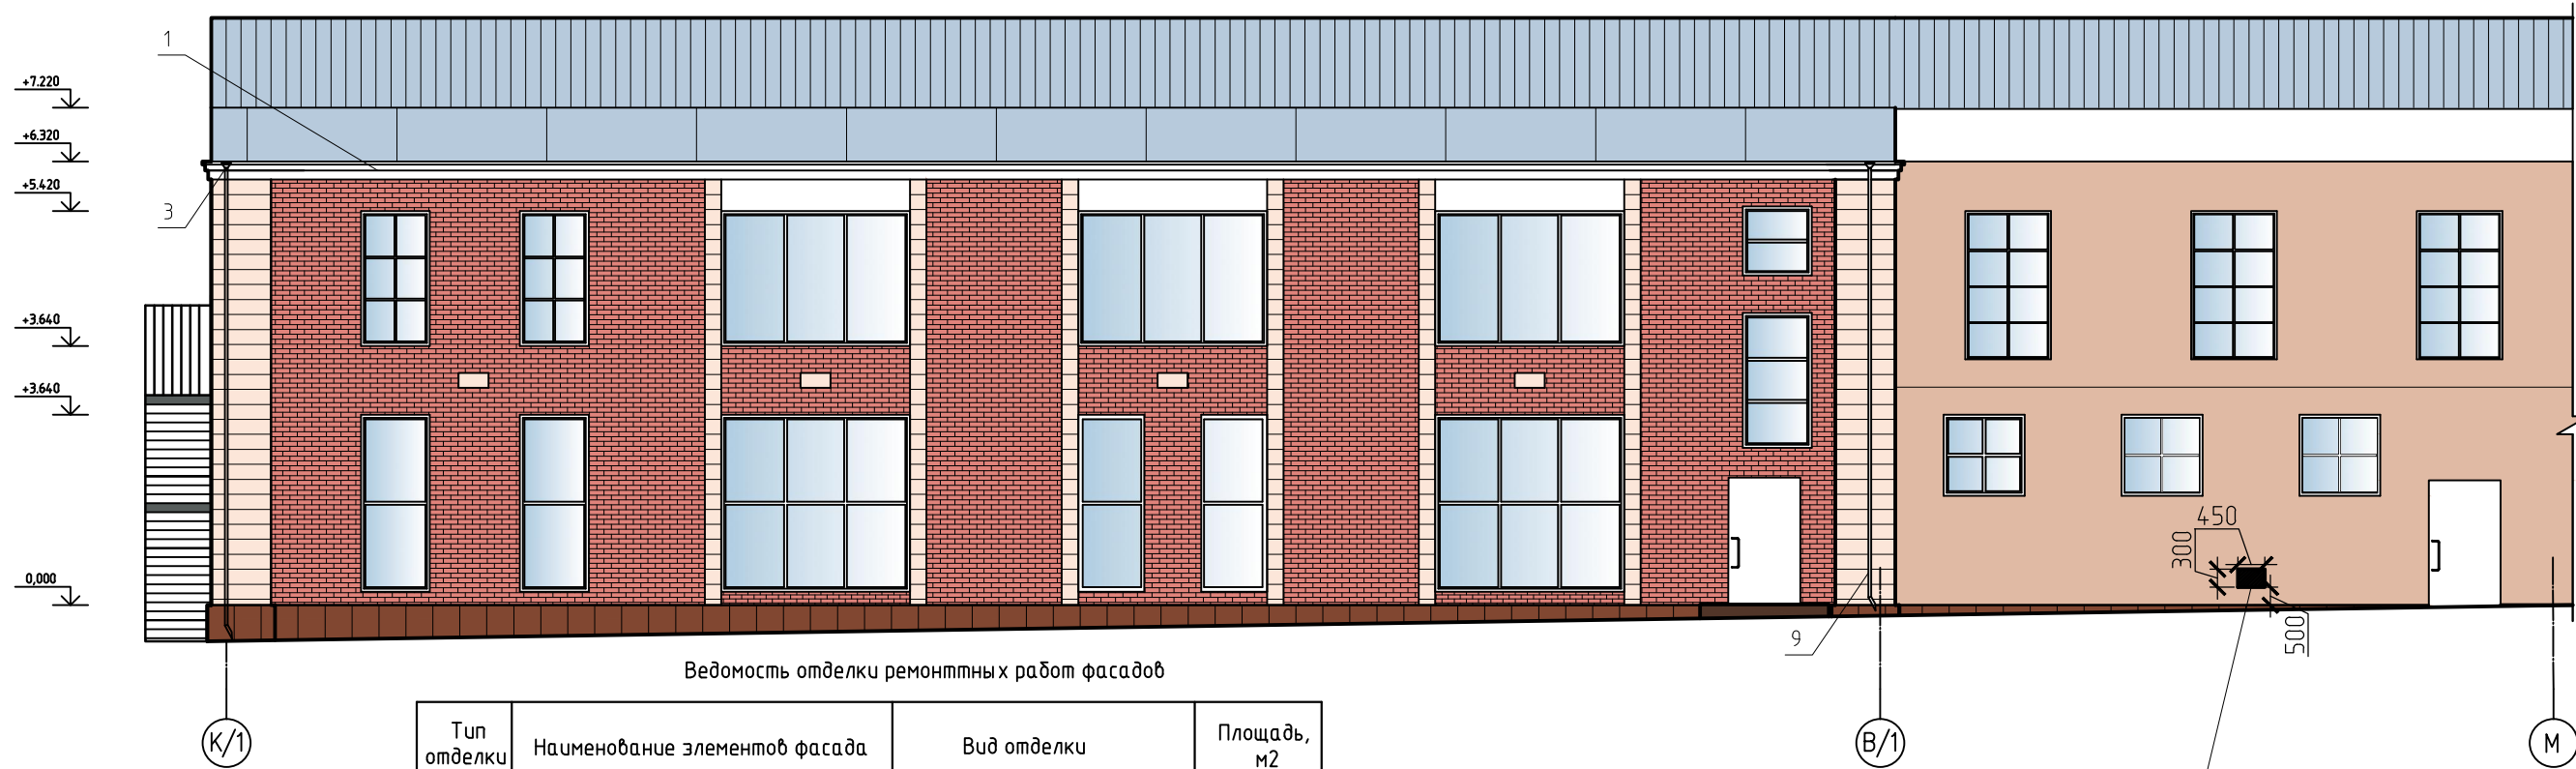 1
+7.220
+6.320
+5.420
3
+3.640
+3.640
450
300
0,000
9
500
Ведомость отделки ремонттных работ фасадов
К/1
Тип отделки
Наименование элементов фасада
Вид отделки
Площадь, м2
В/1
М